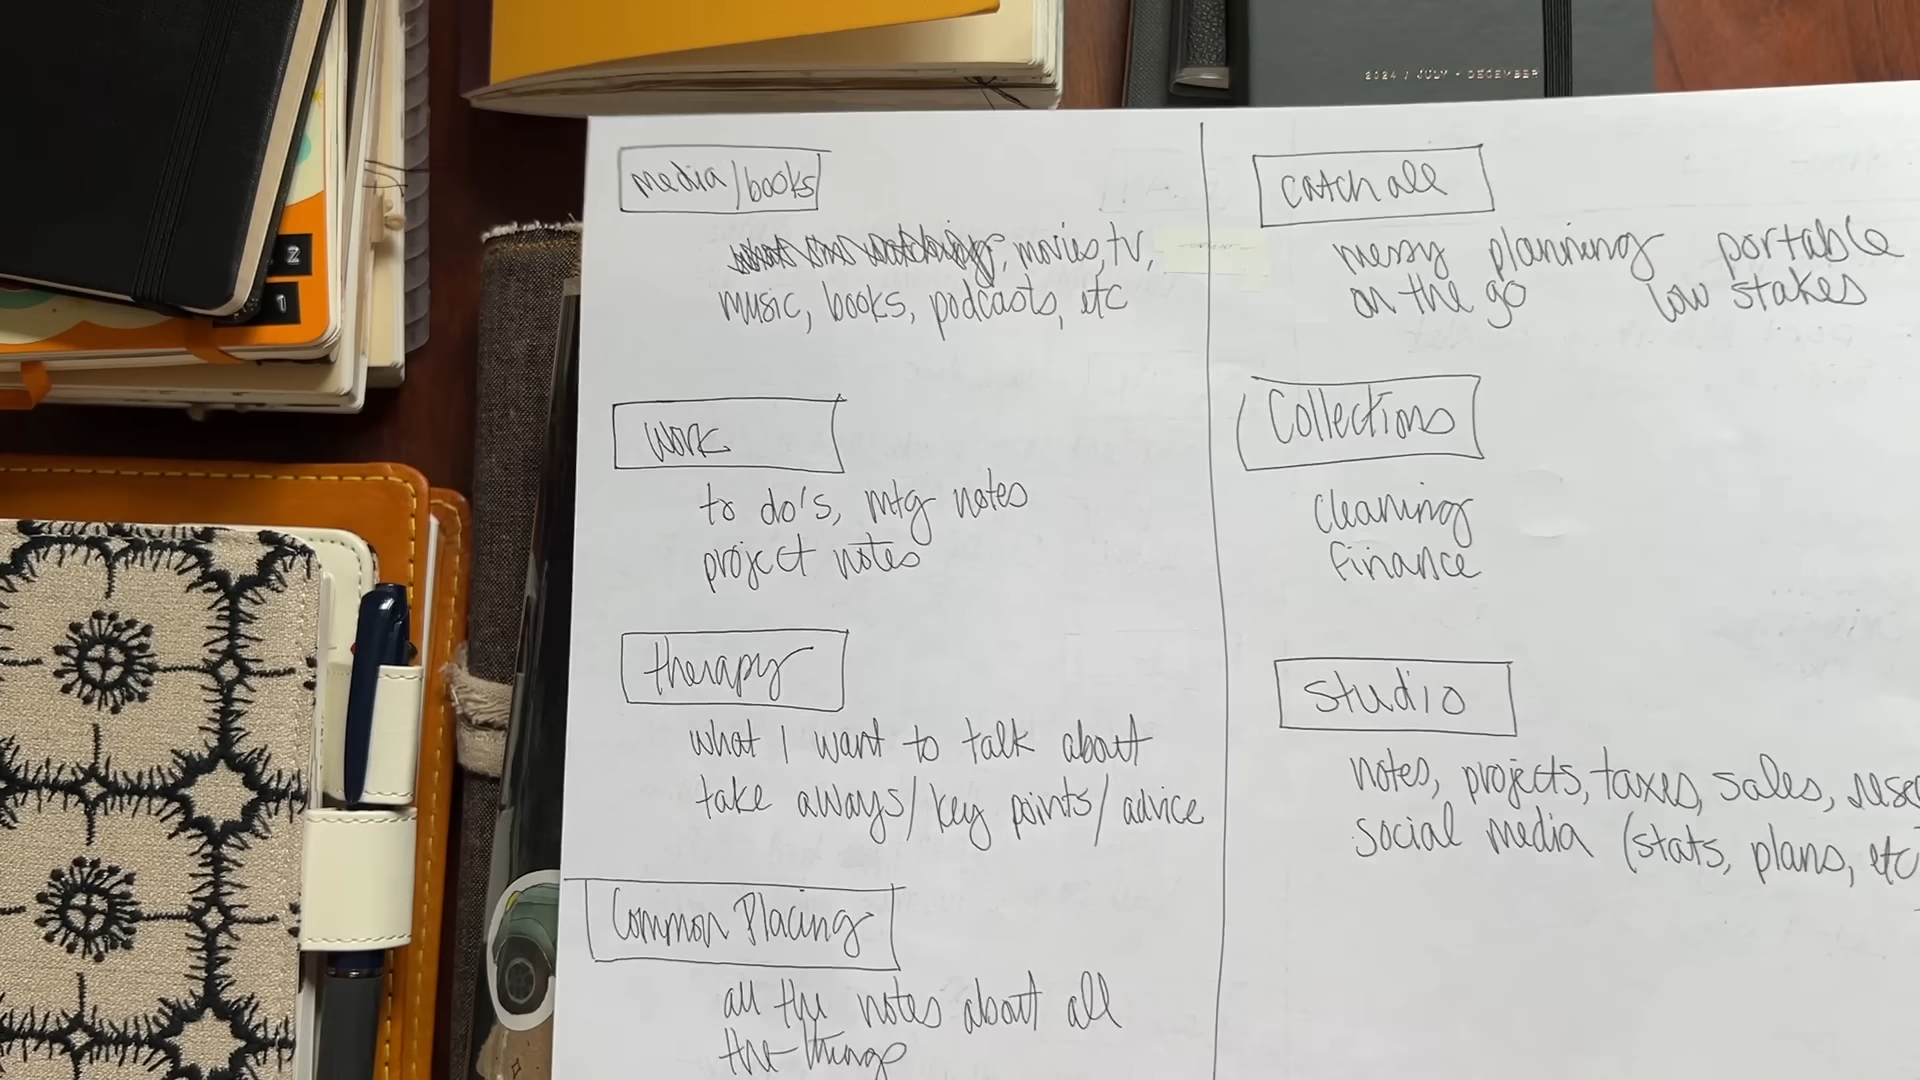 2024 / JULY - DECEMBER
media/books
what im watching, movies, tv,
music, books, podcasts, etc
work
to do's, mtg notes
project notes
therapy
what I want to talk about
take aways/key points/advice
Common Placing
all the notes about all
the things
catch all
messy planning portable
on the go low stakes
Collections
cleaning
finance
studio
notes, projects, taxes, sales,
social media (stats, plans, etc